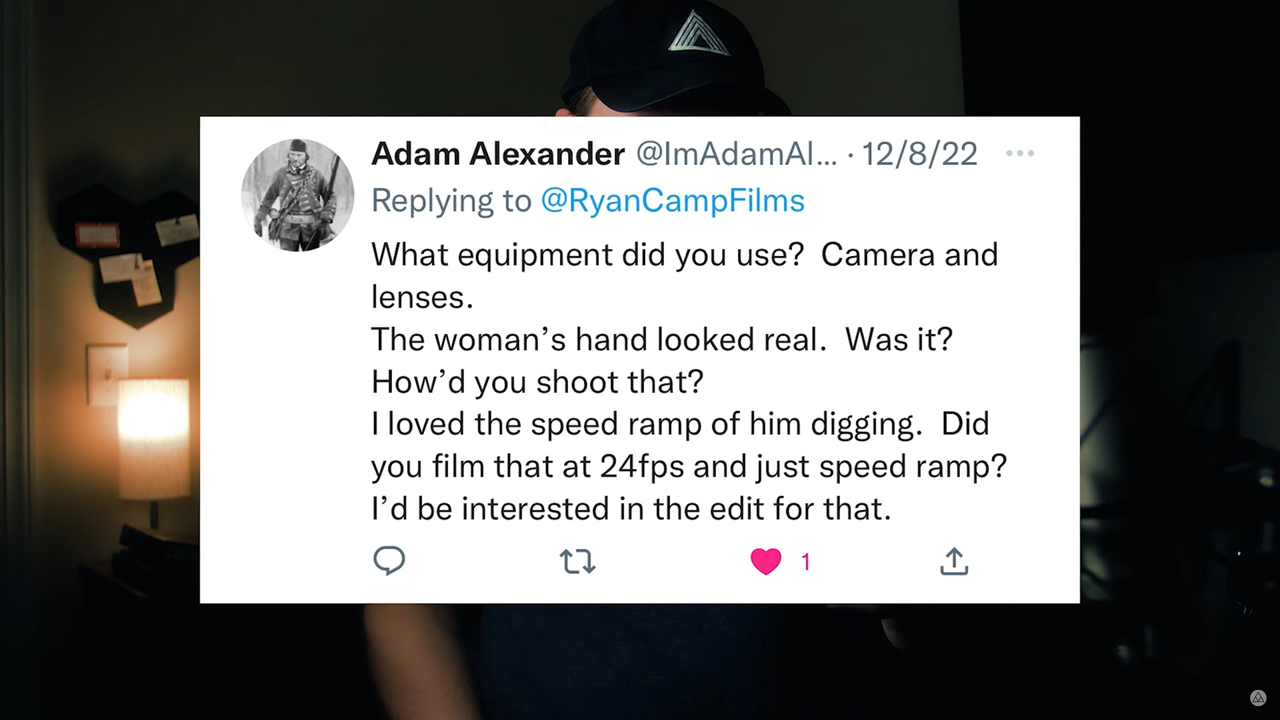 Adam Alexander @ImAdamAl... · 12/8/22
Replying to @RyanCampFilms
What equipment did you use?  Camera and
lenses.
The woman’s hand looked real.  Was it?
How’d you shoot that?
I loved the speed ramp of him digging.  Did
you film that at 24fps and just speed ramp?
I’d be interested in the edit for that.
1